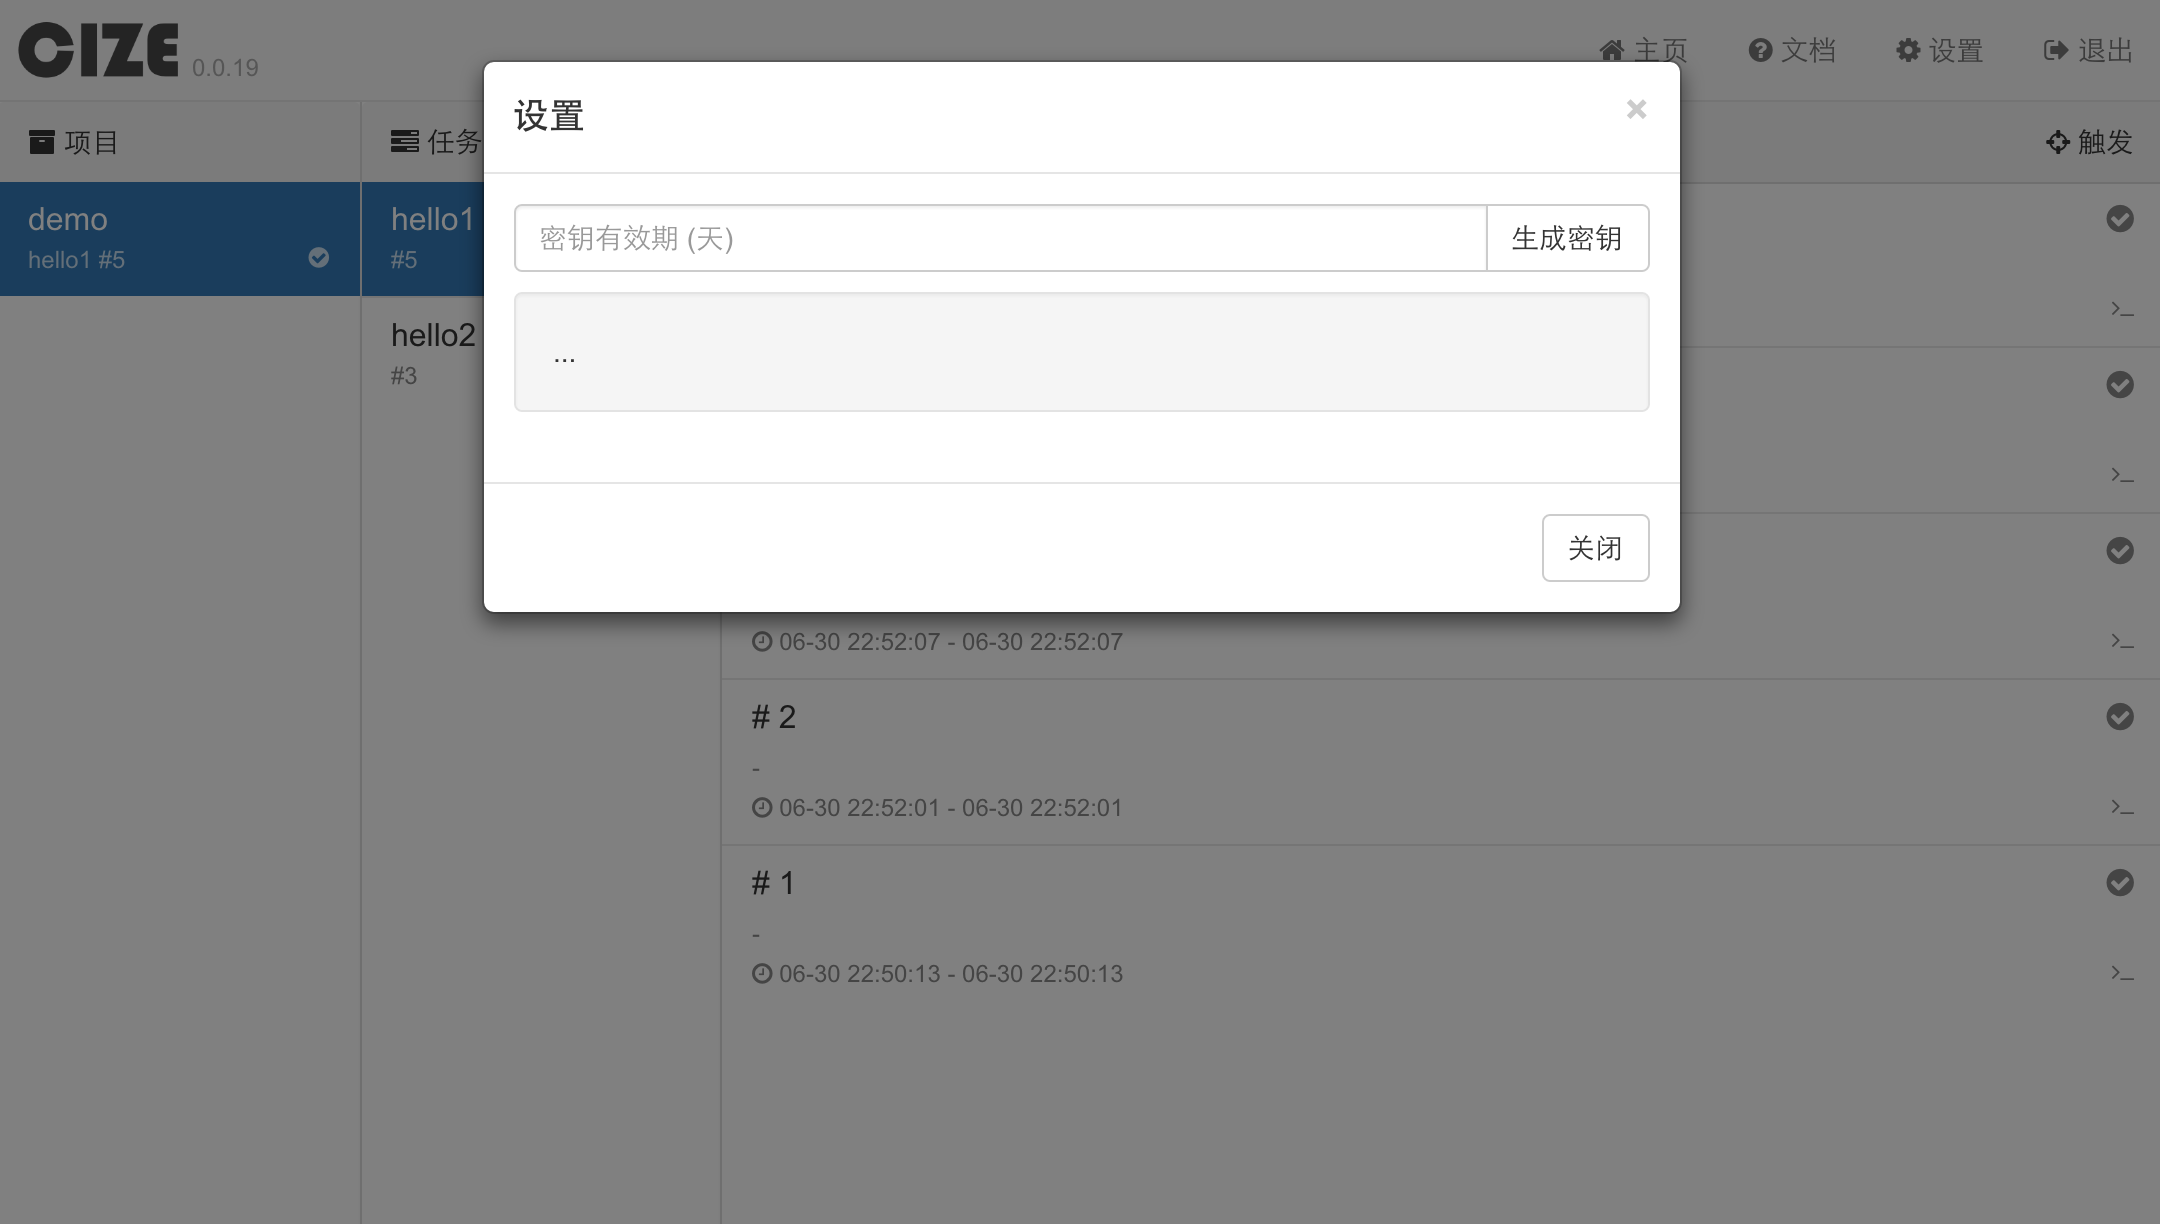 CIZE 0.0.19
主页 文档 设置 退出
项目
demo
hello1 #5
任务
hello1
#5
hello2
#3
触发
设置
×
密钥有效期 (天)
生成密钥
...
关闭
06-30 22:52:07 - 06-30 22:52:07
# 2
-
06-30 22:52:01 - 06-30 22:52:01
# 1
-
06-30 22:50:13 - 06-30 22:50:13